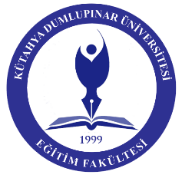 KÜTAHYA DUMLUPINAR ÜNİVERSİTESİ
1999
EĞİTİM FAKÜLTESİ